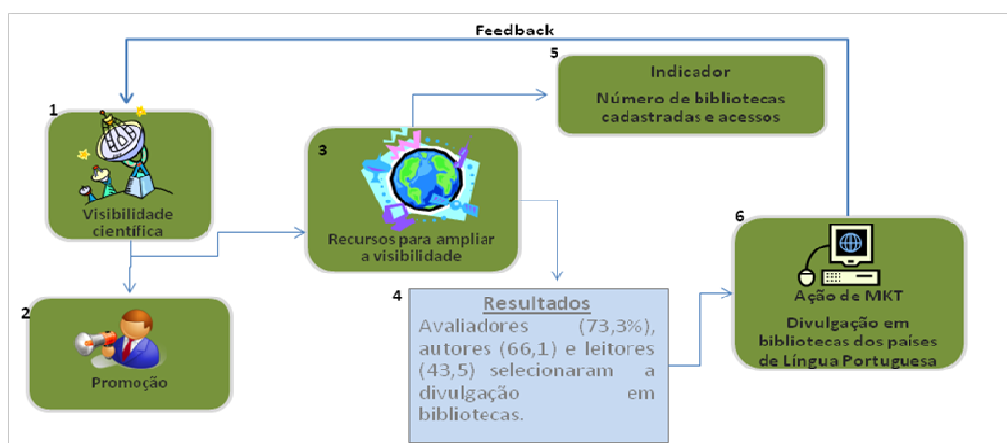 Feedback
1
Visibilidade
científica
2
Promoção
3
Recursos para ampliar
a visibilidade
4
Resultados
Avaliadores (73,3%),
autores (66,1) e leitores
(43,5) selecionaram a
divulgação em
bibliotecas.
5
Indicador
Número de bibliotecas
cadastradas e acessos
6
Ação de MKT
Divulgação em
bibliotecas dos países
de Língua Portuguesa